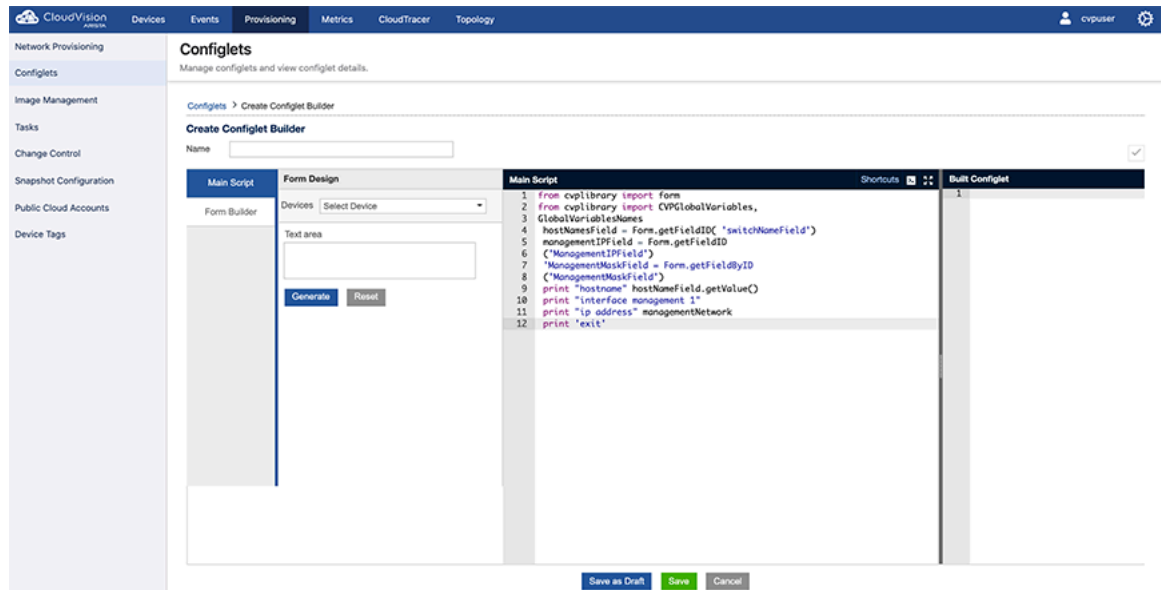 CloudVision
ARISTA
Devices
Events
Provisioning
Metrics
CloudTracer
Topology
cvpuser
Network Provisioning
Configlets
Image Management
Tasks
Change Control
Snapshot Configuration
Public Cloud Accounts
Device Tags
Configlets
Manage configlets and view configlet details.
Configlets > Create Configlet Builder
Create Configlet Builder
Name
Main Script
Form Builder
Form Design
Devices Select Device
Text area
Generate Reset
Main Script Shortcuts
1 from cvplibrary import form
2 from cvplibrary import CVPGlobalVariables,
3 GlobalVariablesNames
4 hostNamesField = Form.getFieldID( 'switchNameField')
5 managementIPField = Form.getFieldID
6 ('ManagementIPField')
7 'ManagementMaskField = Form.getFieldByID
8 ('ManagementMaskField')
9 print "hostname" hostNameField.getValue()
10 print "interface management 1"
11 print "ip address" managementNetwork
12 print 'exit'
Built Configlet
1
Save as Draft Save Cancel